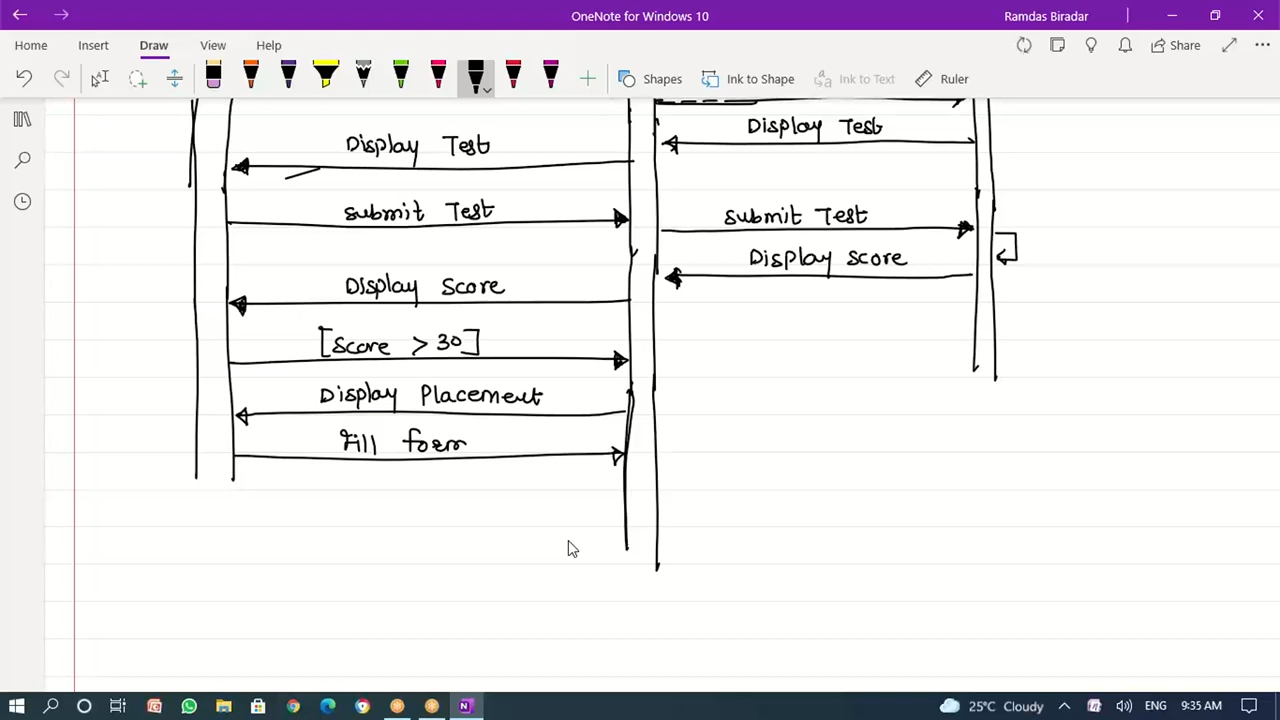 OneNote for Windows 10
Ramdas Biradar
Home
Insert
Draw
View
Help
Share
Shapes
Ink to Shape
Ink to Text
Ruler
Display Test
Display Test
Submit Test
Submit Test
Display Score
Display Score
[Score > 30]
Display Placement
Fill form
25°C Cloudy
ENG
9:35 AM